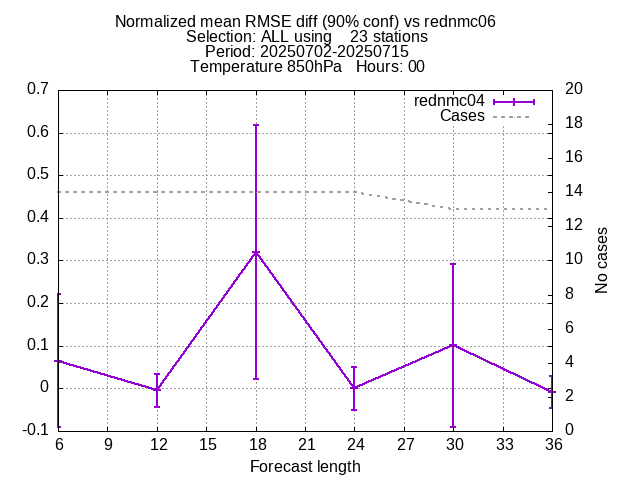 Normalized mean RMSE diff (90% conf) vs rednmc06
Selection: ALL using    23 stations
Period: 20250702-20250715
Temperature 850hPa   Hours: 00
rednmc04
Cases
0.7
0.6
0.5
0.4
0.3
0.2
0.1
0
-0.1
20
18
16
14
12
10
8
6
4
2
0
No cases
6 9 12 15 18 21 24 27 30 33 36
Forecast length